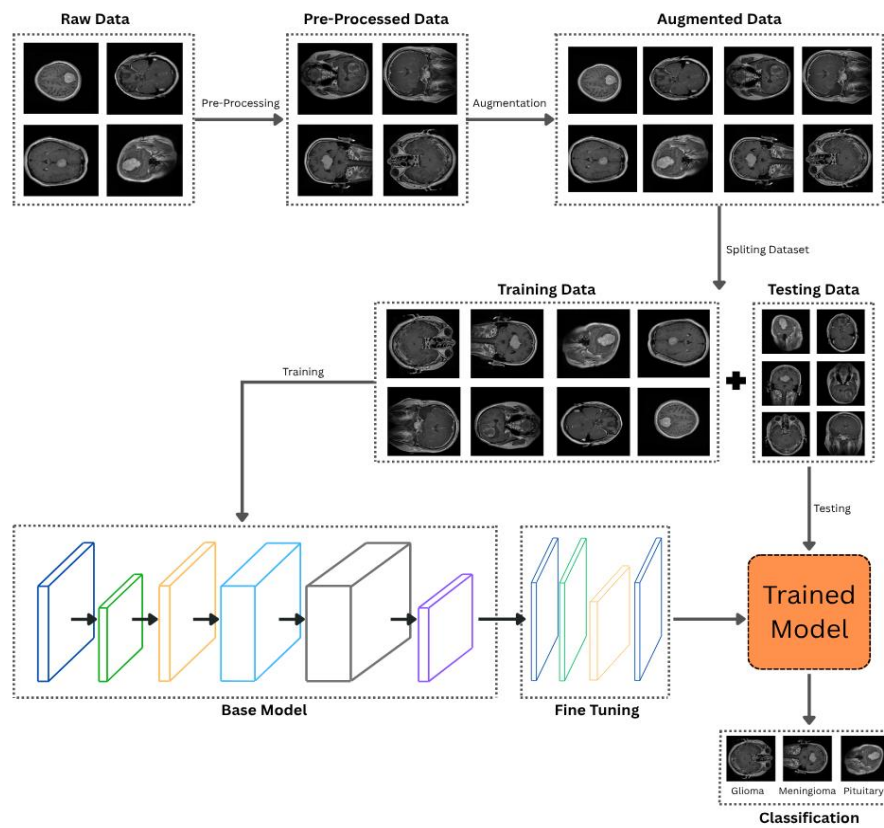 Raw Data
Pre-Processed Data
Augmented Data
Pre-Processing
Augmentation
Spliting Dataset
Training Data
Testing Data
Training
Testing
Trained
Model
Base Model
Fine Tuning
Glioma
Meningioma
Pituitary
Classification